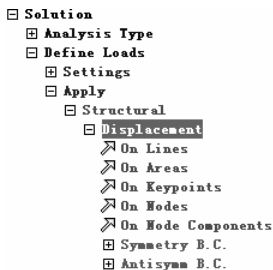 Solution
Analysis Type
Define Loads
Settings
Apply
Structural
Displacement
On Lines
On Areas
On Keypoints
On Nodes
On Node Components
Symmetry B.C.
Antisymm B.C.